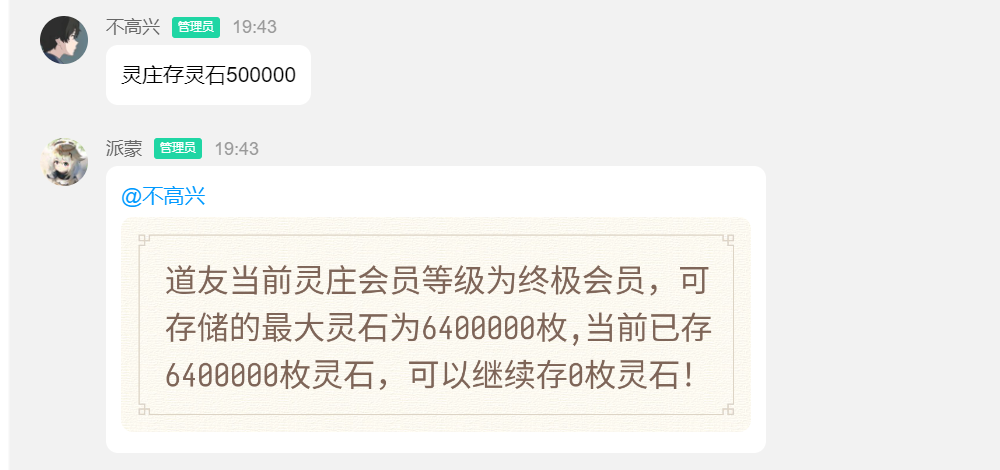 不高兴 管理员 19:43
灵庄存灵石500000
派蒙 管理员 19:43
@不高兴
道友当前灵庄会员等级为终极会员，可
存储的最大灵石为6400000枚,当前已存
6400000枚灵石，可以继续存0枚灵石！